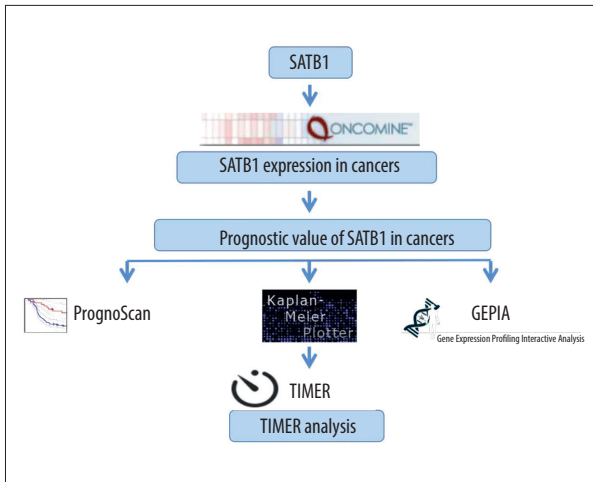 SATB1
ONCOMINE™
SATB1 expression in cancers
Prognostic value of SATB1 in cancers
PrognoScan
Kaplan-
Meier
Plotter
GEPIA
Gene Expression Profiling Interactive Analysis
TIMER
TIMER analysis